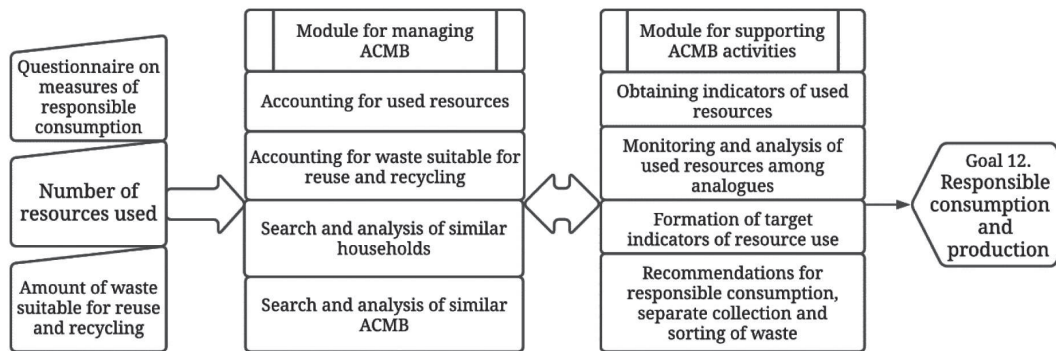 Questionnaire on
measures of
responsible
consumption
Number of
resources used
Amount of waste
suitable for reuse
and recycling
Module for managing
ACMB
Accounting for used resources
Accounting for waste suitable for
reuse and recycling
Search and analysis of similar
households
Search and analysis of similar
ACMB
Module for supporting
ACMB activities
Obtaining indicators of used
resources
Monitoring and analysis of
used resources among
analogues
Formation of target
indicators of resource use
Recommendations for
responsible consumption,
separate collection and
sorting of waste
Goal 12.
Responsible
consumption
and
production